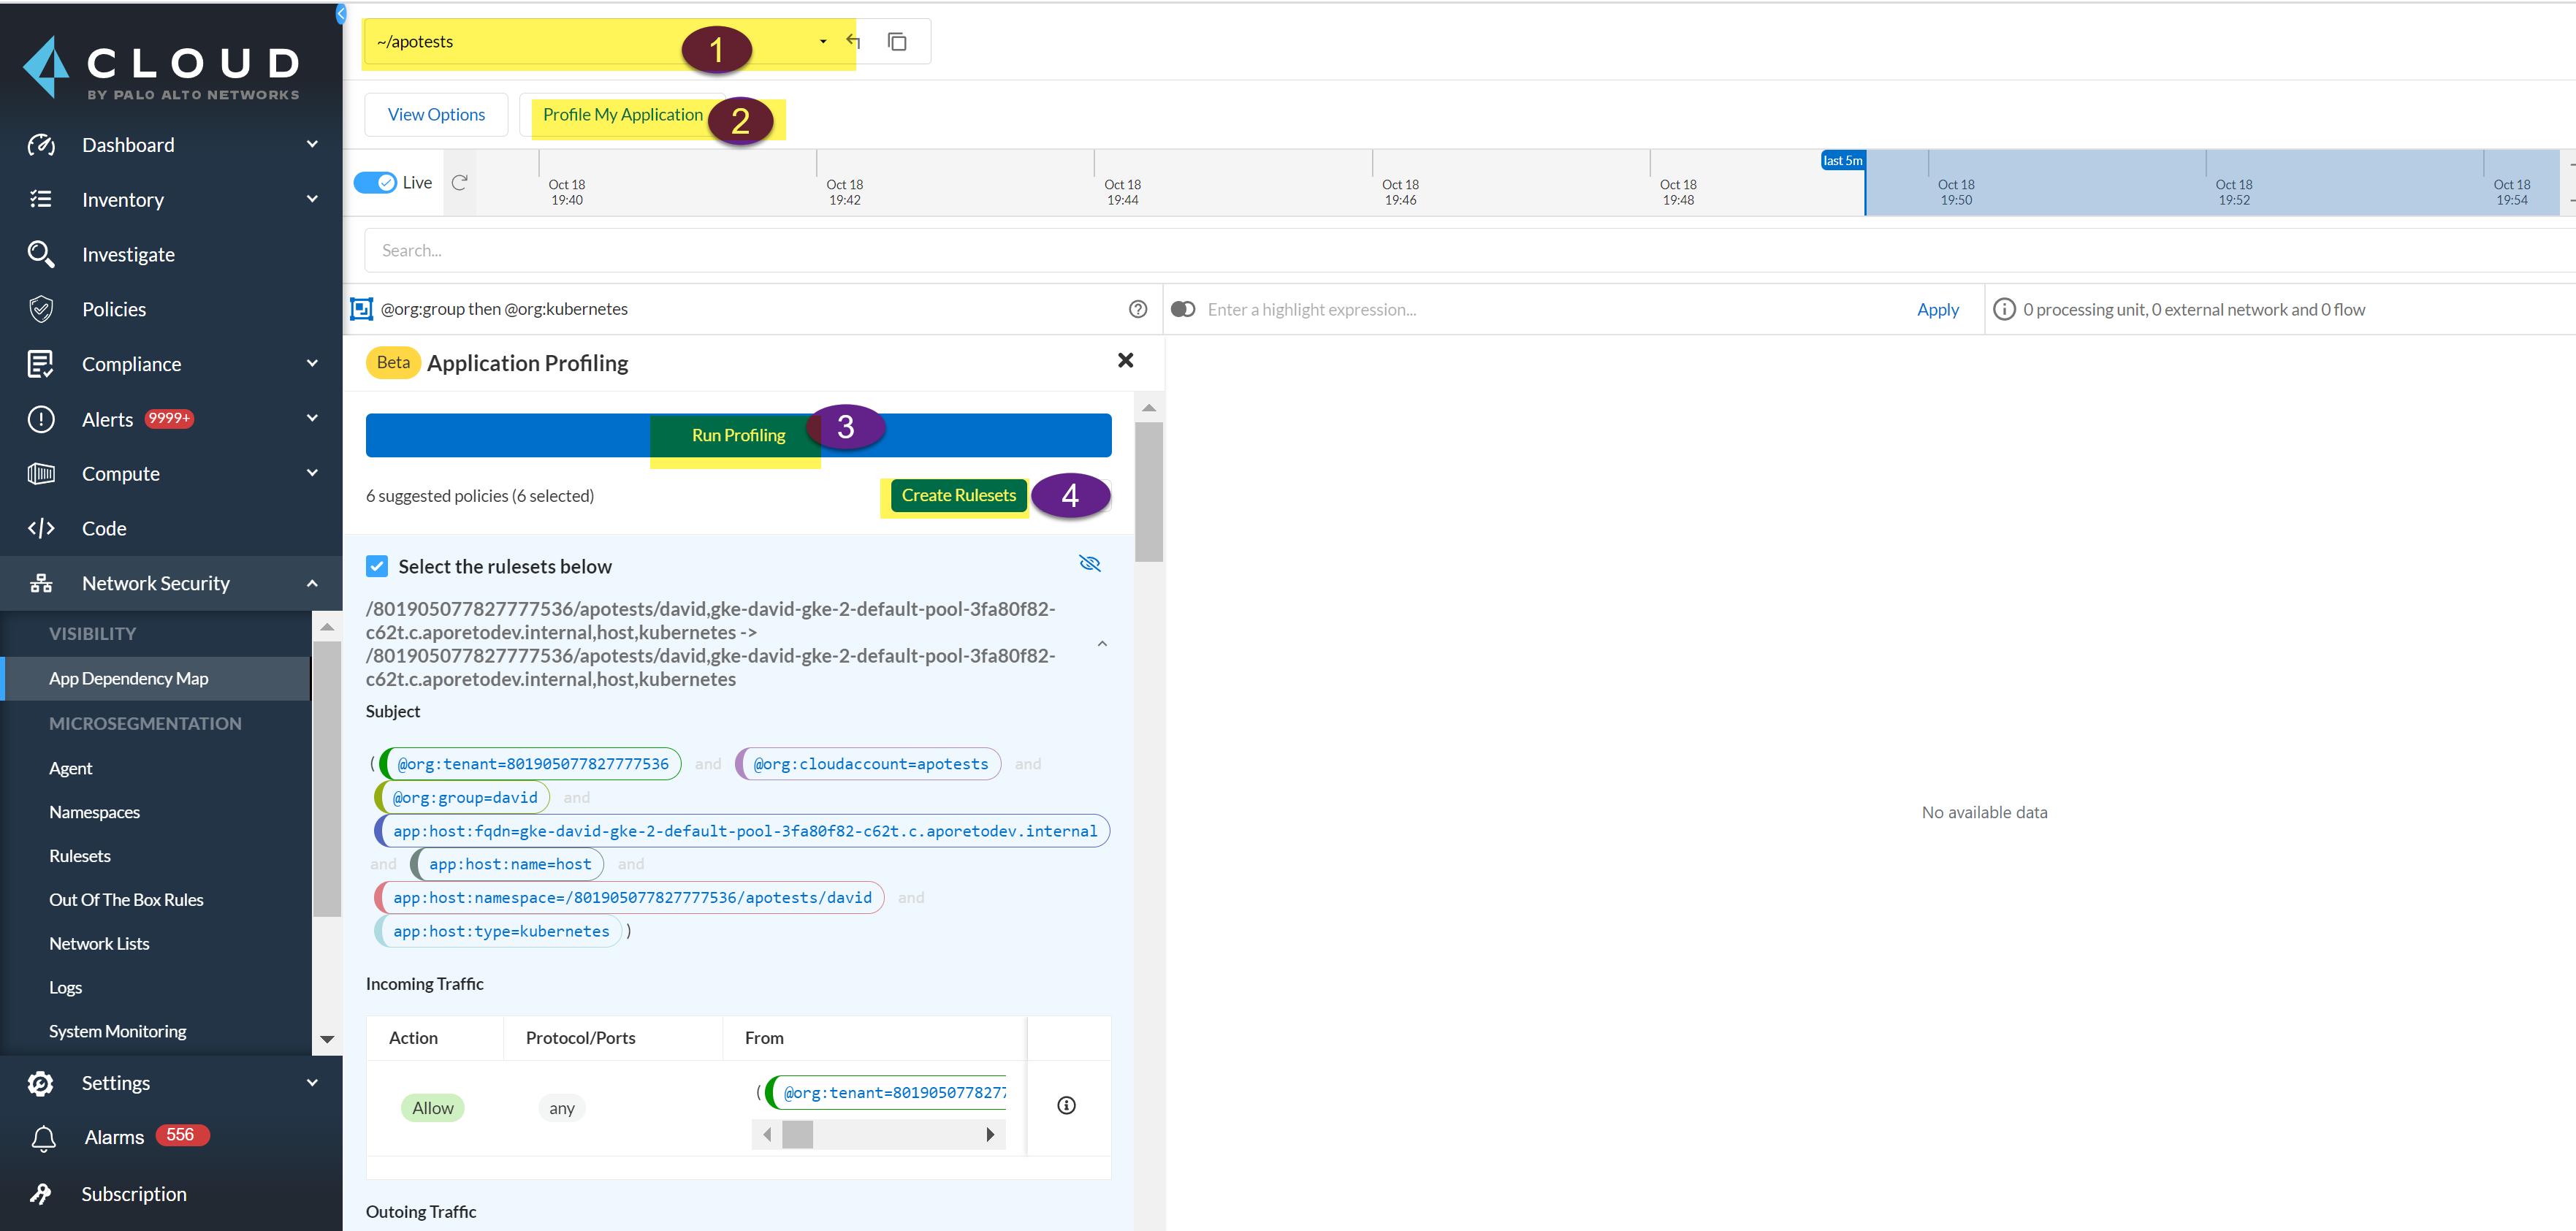 CLOUD
BY PALO ALTO NETWORKS
Dashboard
Inventory
Investigate
Policies
Compliance
Alerts 9999+
Compute
Code
Network Security
VISIBILITY
App Dependency Map
MICROSEGMENTATION
Agent
Namespaces
Rulesets
Out Of The Box Rules
Network Lists
Logs
System Monitoring
Settings
Alarms 556
Subscription
~/apotests 1
View Options Profile My Application 2
Live
last 5m
Oct 18 Oct 18 Oct 18 Oct 18 Oct 18 Oct 18 Oct 18 Oct 18
19:40 19:42 19:44 19:46 19:48 19:50 19:52 19:54
Search...
@org:group then @org:kubernetes Enter a highlight expression... Apply 0 processing unit, 0 external network and 0 flow
Beta Application Profiling
Run Profiling 3
6 suggested policies (6 selected) Create Rulesets 4
Select the rulesets below
/801905077827777536/apotests/david,gke-david-gke-2-default-pool-3fa80f82-
c62t.c.aporetodev.internal,host,kubernetes ->
/801905077827777536/apotests/david,gke-david-gke-2-default-pool-3fa80f82-
c62t.c.aporetodev.internal,host,kubernetes
Subject
( @org:tenant=801905077827777536 and @org:cloudaccount=apotests and
@org:group=david and
app:host:fqdn=gke-david-gke-2-default-pool-3fa80f82-c62t.c.aporetodev.internal
and app:host:name=host and
app:host:namespace=/801905077827777536/apotests/david and
app:host:type=kubernetes )
Incoming Traffic
Action Protocol/Ports From
Allow any ( @org:tenant=8019050778277
Outoing Traffic
No available data